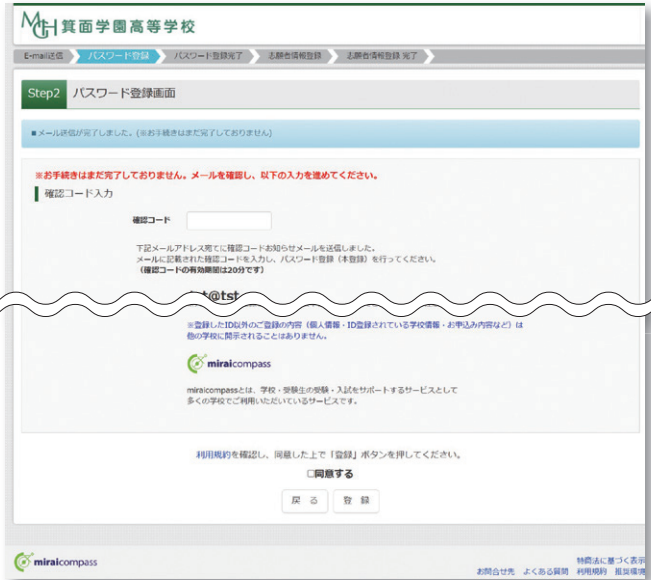 MGH 箕面学園高等学校
E-mail送信 パスワード登録 パスワード登録完了 志願者情報登録 志願者情報登録 完了
Step2 パスワード登録画面
■メール送信が完了しました。(※お手続きはまだ完了しておりません)
※お手続きはまだ完了しておりません。メールを確認し、以下の入力を進めてください。
確認コード入力
確認コード
下記メールアドレス宛てに確認コードお知らせメールを送信しました。
メールに記載された確認コードを入力し、パスワード登録（本登録）を行ってください。
（確認コードの有効期間は20分です）
tst@tst
※登録したID以外のご登録の内容（個人情報・ID登録されている学校情報・お申込み内容など）は
他の学校に開示されることはありません。
miraicompass
miraicompassとは、学校・受験生の受験・入試をサポートするサービスとして
多くの学校でご利用いただいているサービスです。
利用規約を確認し、同意した上で「登録」ボタンを押してください。
□同意する
戻 る 登 録
miraicompass
特商法に基づく表示
お問合せ先 よくある質問 利用規約 推奨環境